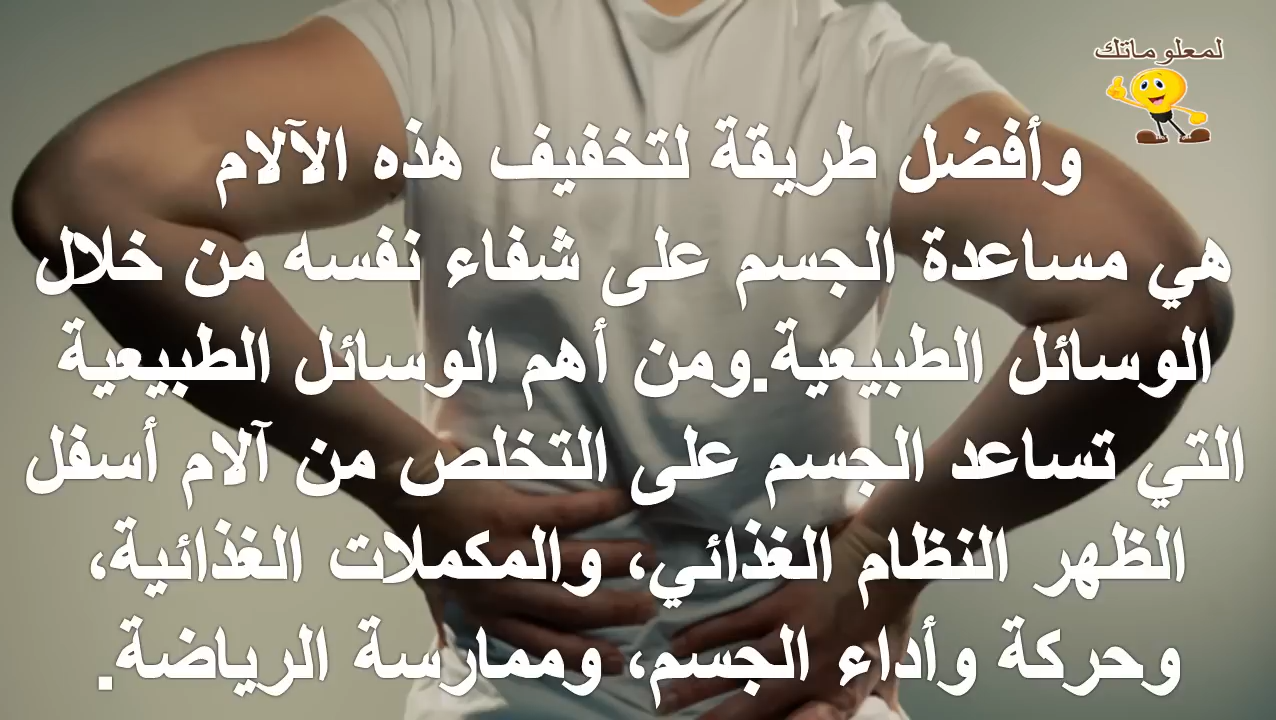 لمعلوماتك
وأفضل طريقة لتخفيف هذه الآلام
هي مساعدة الجسم على شفاء نفسه من خلال
الوسائل الطبيعية.ومن أهم الوسائل الطبيعية
التي تساعد الجسم على التخلص من آلام أسفل
الظهر النظام الغذائي، والمكملات الغذائية،
وحركة وأداء الجسم، وممارسة الرياضة.